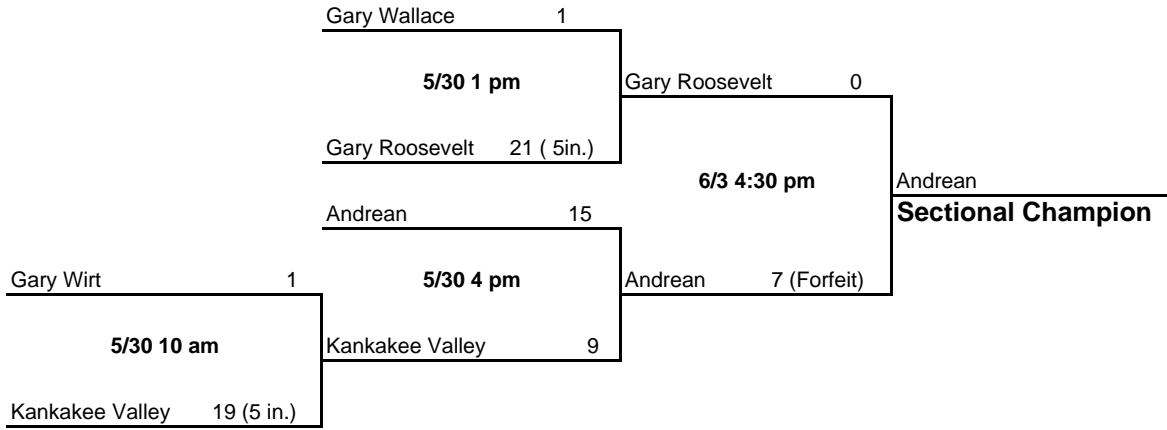 Gary Wallace 1
5/30 1 pm
Gary Roosevelt 0
Gary Roosevelt 21 ( 5in.)
6/3 4:30 pm
Andrean
Andrean 15
Sectional Champion
Gary Wirt 1
5/30 4 pm
Andrean 7 (Forfeit)
5/30 10 am
Kankakee Valley 9
Kankakee Valley 19 (5 in.)